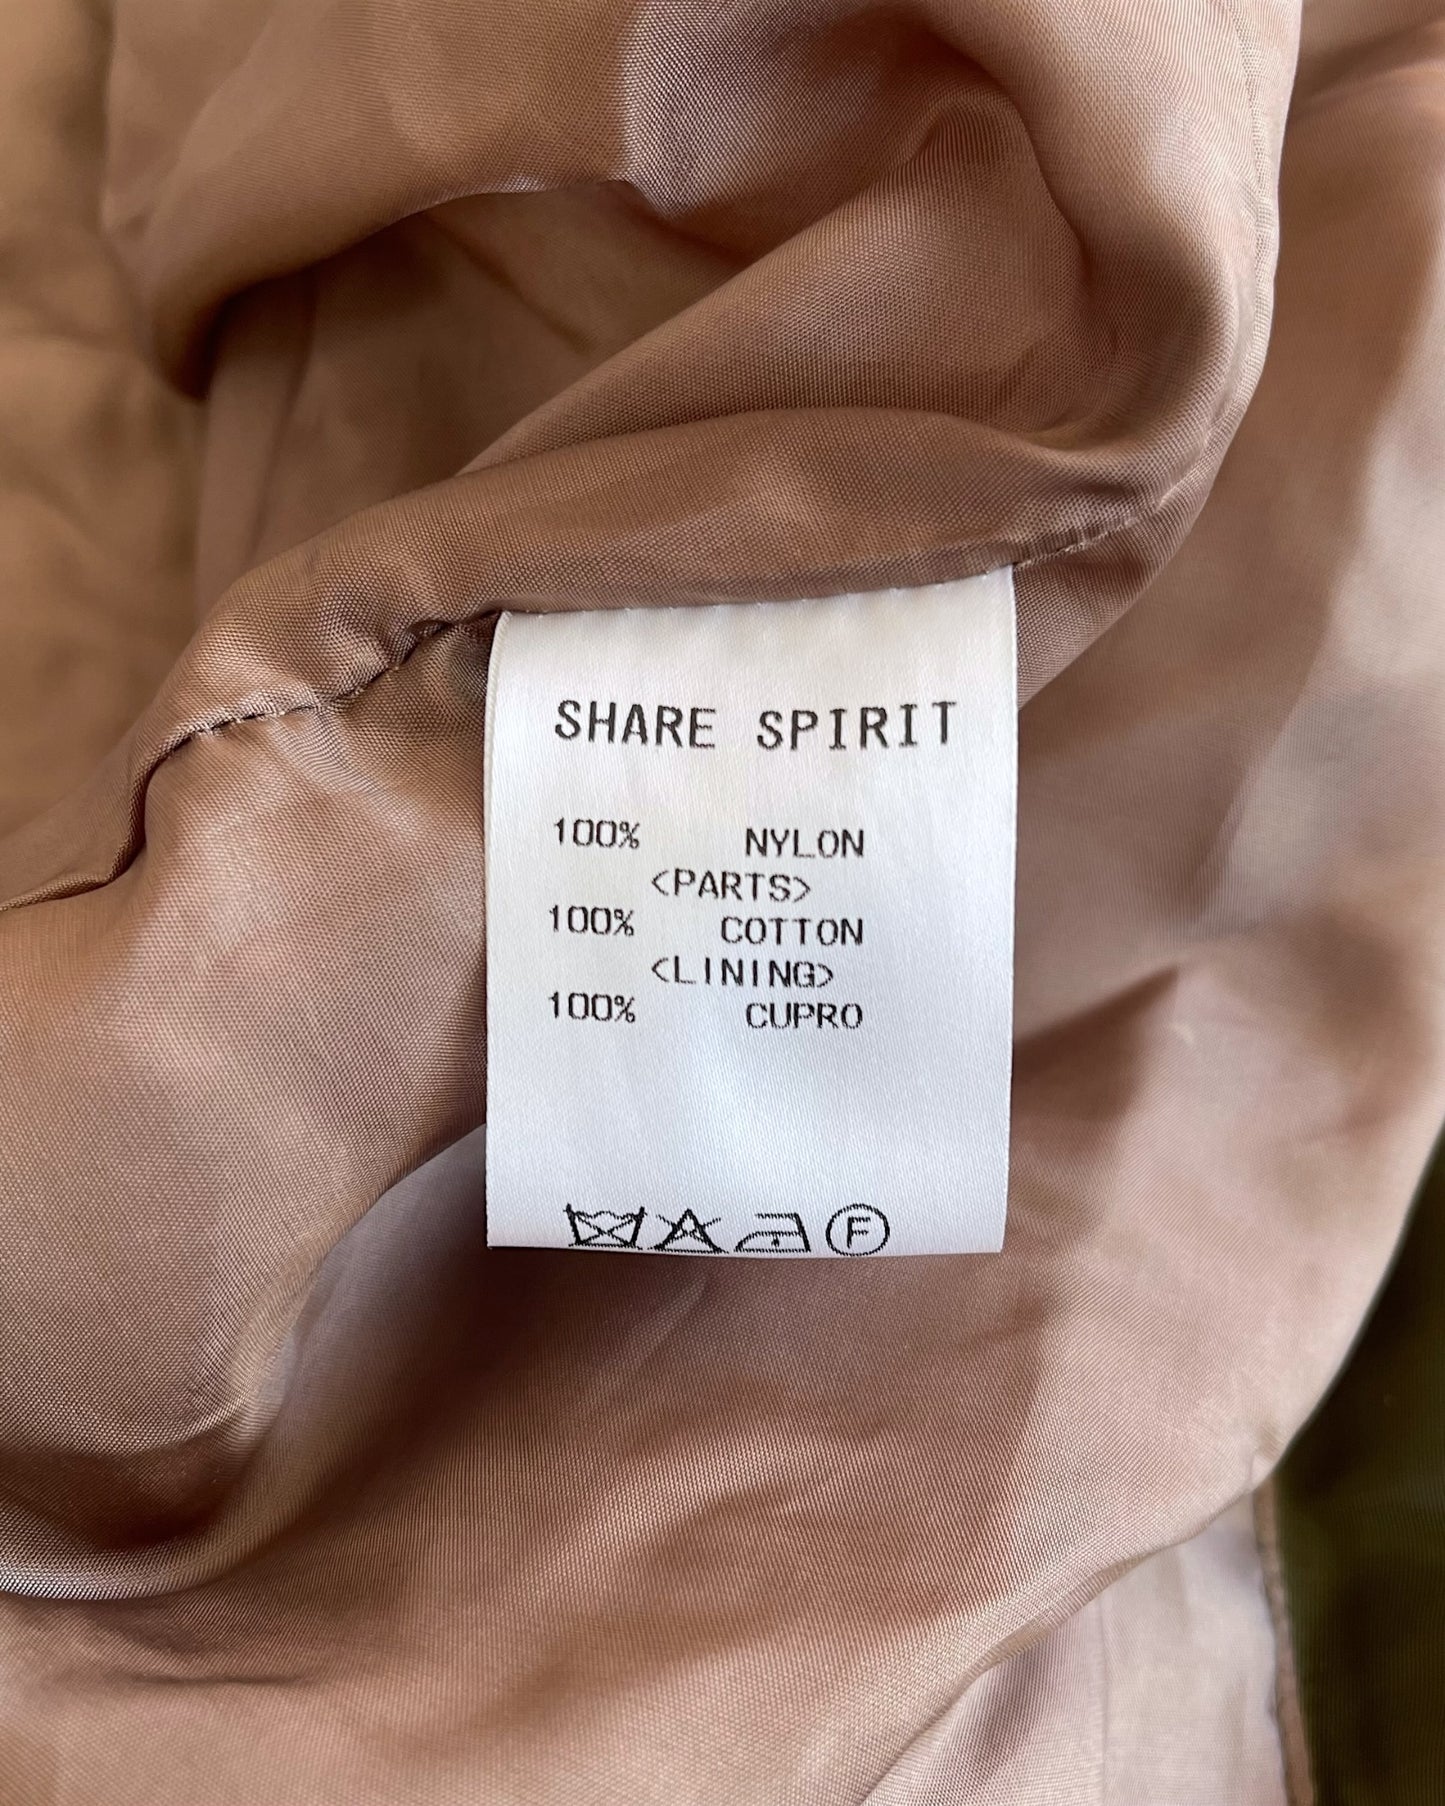 SHARE SPIRIT
100% NYLON
<PARTS>
100% COTTON
<LINING>
100% CUPRO
F